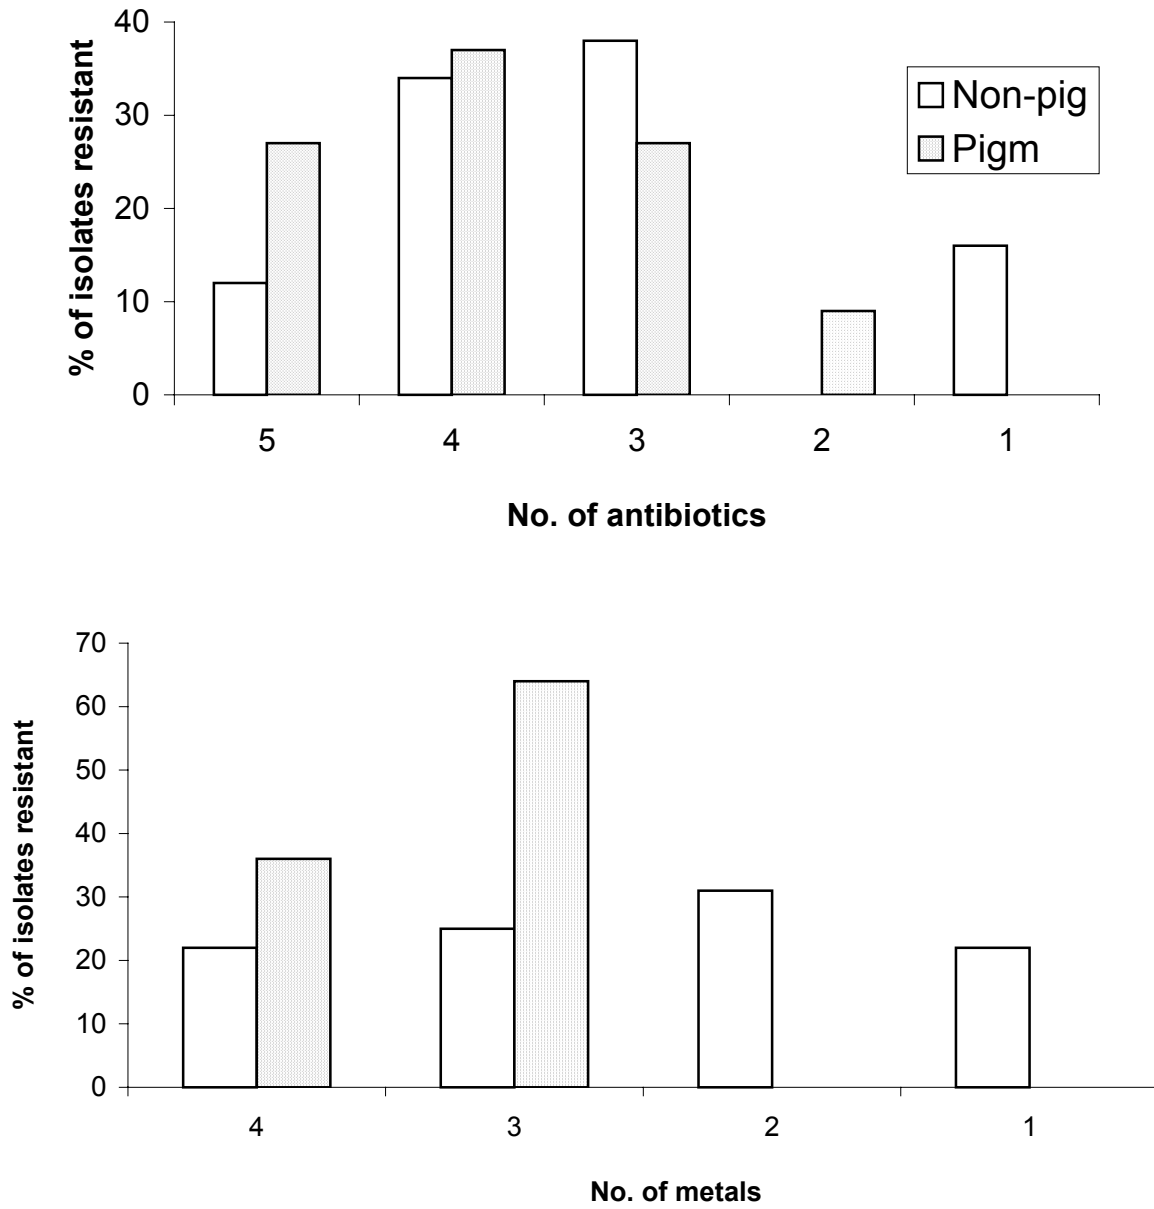 40
30
20
10
0
% of isolates resistant
Non-pig
Pigm
5 4 3 2 1
No. of antibiotics
70
60
50
40
30
20
10
0
% of isolates resistant
4 3 2 1
No. of metals